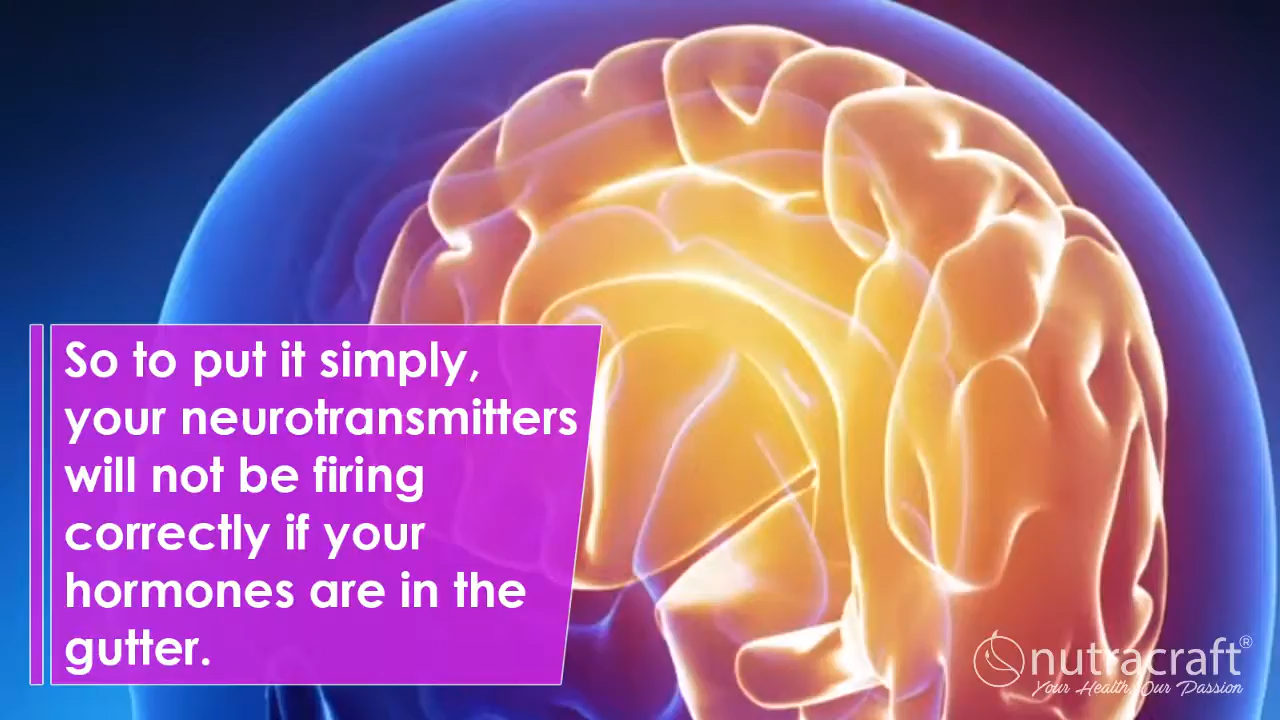 So to put it simply,
your neurotransmitters
will not be firing
correctly if your
hormones are in the
gutter.
nutracraft®
Your Health, Our Passion